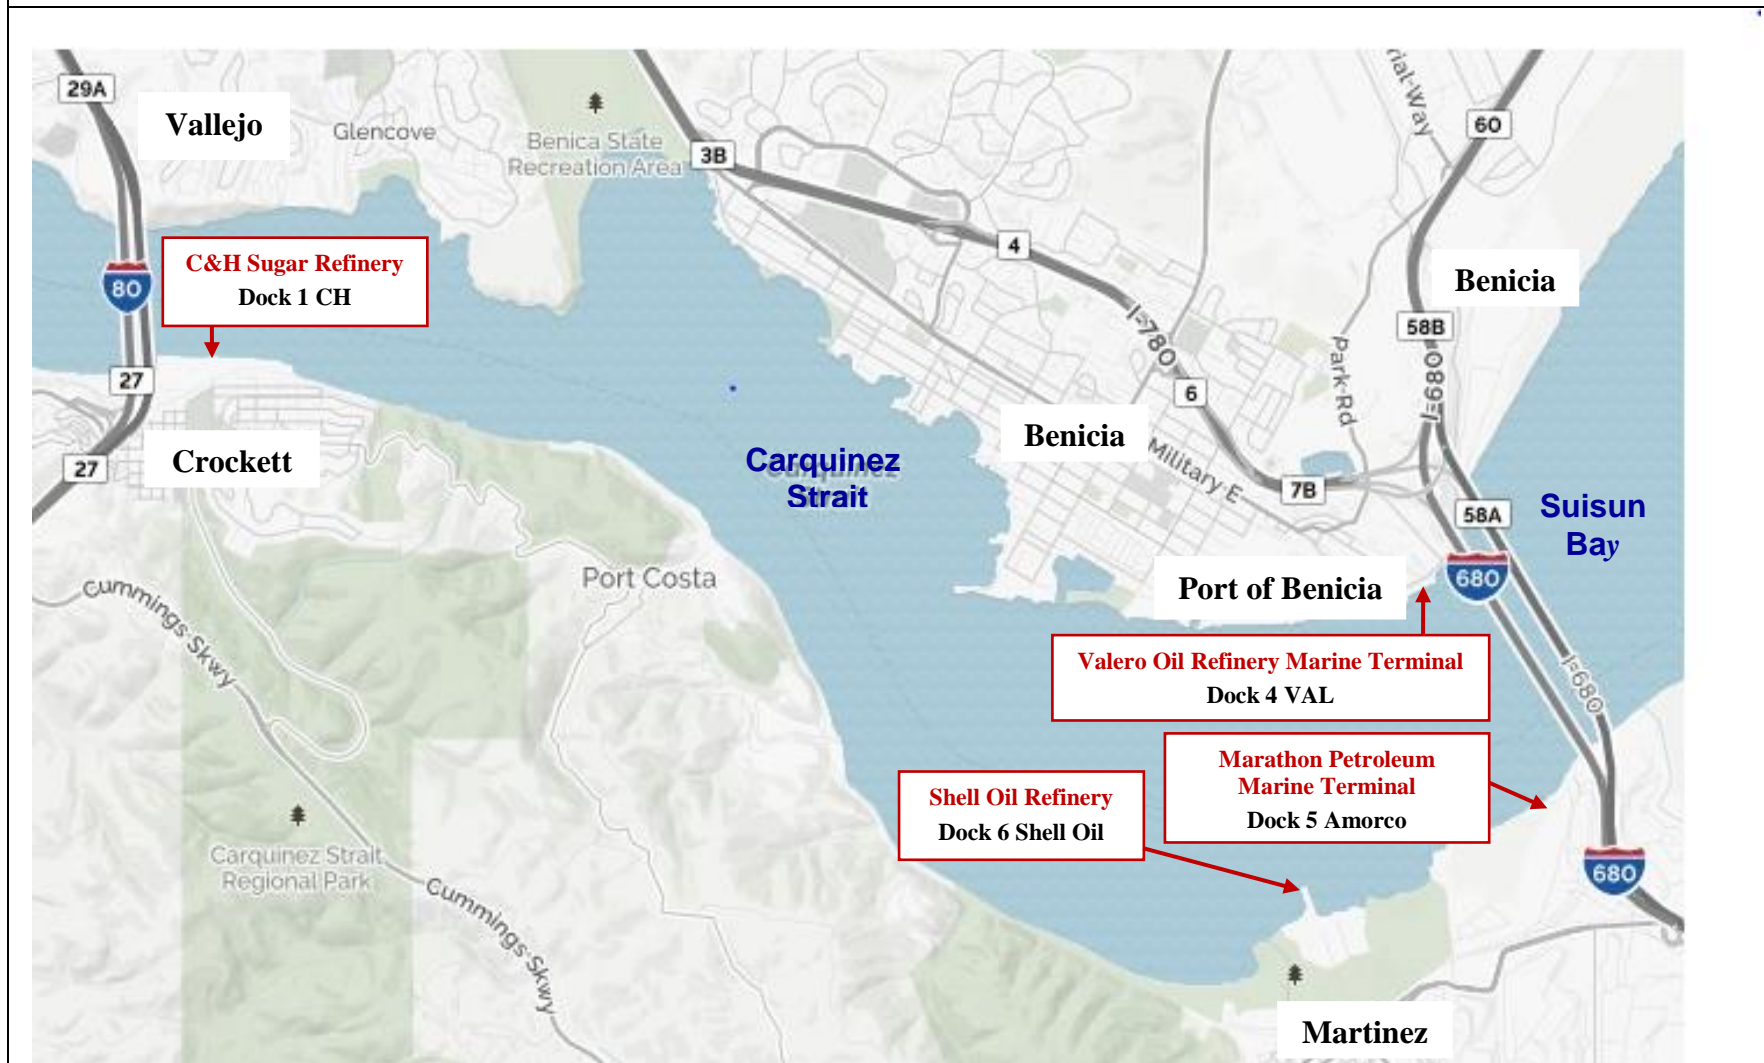 29A
Vallejo
Glencove
Benica State
Recreation Area
3B
60
4
C&H Sugar Refinery
Dock 1 CH
80
Benicia
58B
I-780
Park Rd
I-680
27
6
Crockett
27
Benicia
Military E
Carquinez
Strait
7B
58A
Suisun
Bay
Port Costa
Port of Benicia
680
Cummings Skwy
Valero Oil Refinery Marine Terminal
Dock 4 VAL
I-680
Marathon Petroleum
Marine Terminal
Dock 5 Amorco
Shell Oil Refinery
Dock 6 Shell Oil
Carquinez Strait
Regional Park
Cummings Skwy
680
Martinez